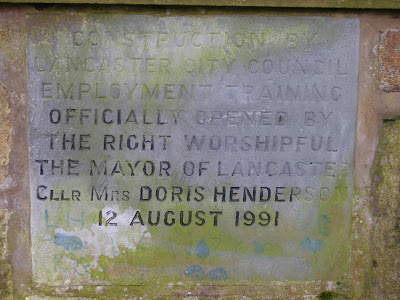 CONSTRUCTION BY
LANCASTER CITY COUNCIL
EMPLOYMENT TRAINING
OFFICIALLY OPENED BY
THE RIGHT WORSHIPFUL
THE MAYOR OF LANCASTER
CLLR MRS DORIS HENDERSON
12 AUGUST 1991